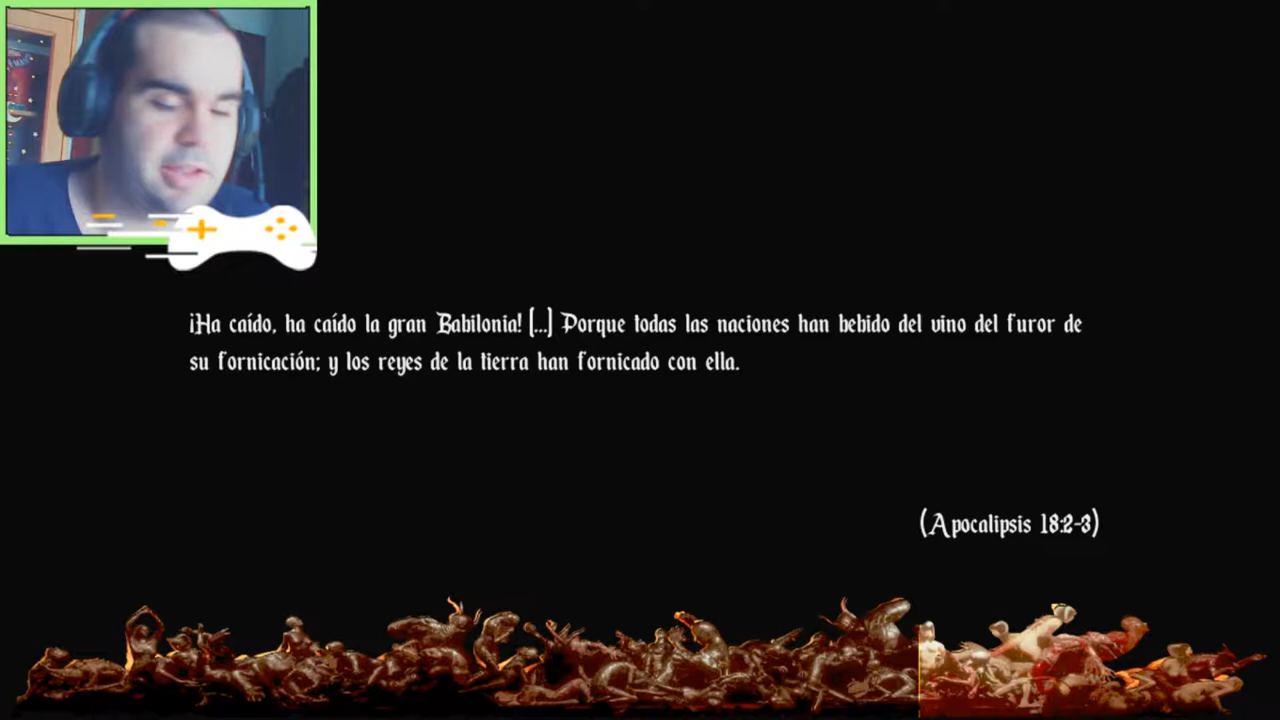 ¡Ha caído, ha caído la gran Babilonia! (...) Porque todas las naciones han bebido del vino del furor de
su fornicación; y los reyes de la tierra han fornicado con ella.
(Apocalipsis 18:2-3)